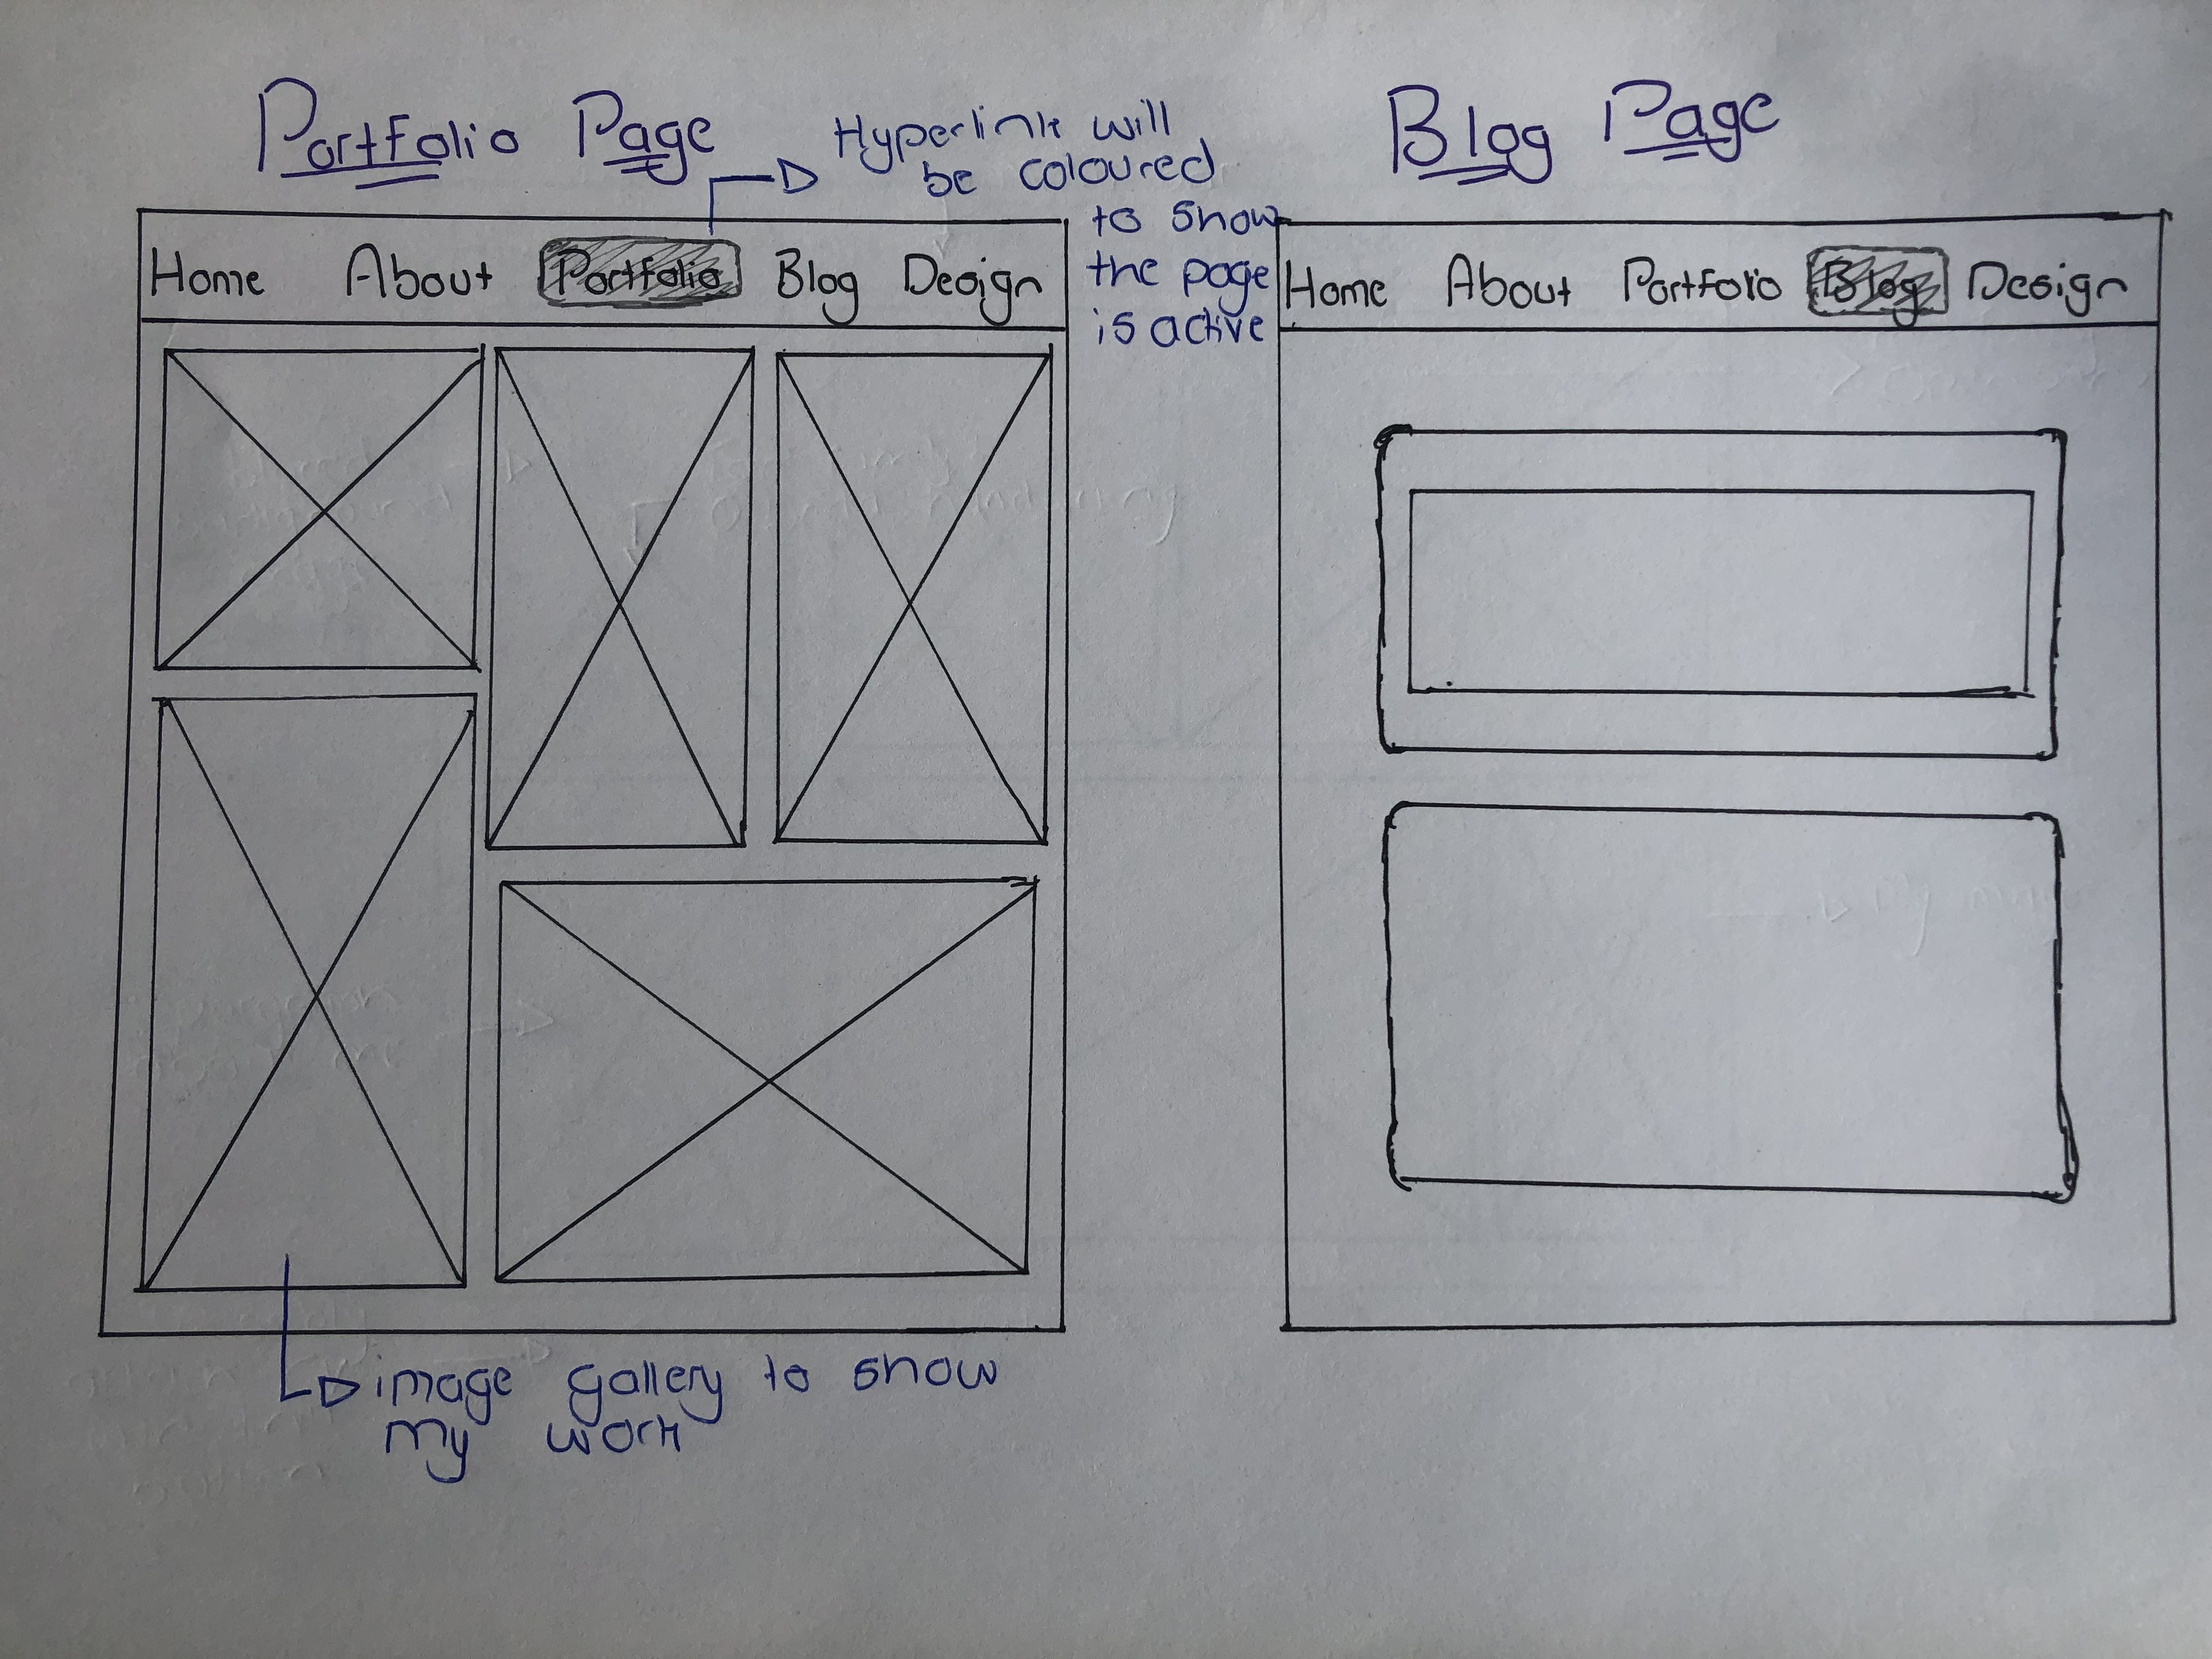 Portfolio Page
Hyperlink will
be coloured
to show
the page
is active
Home About Portfolio Blog Design
image gallery to show
my work
Blog Page
Home About Portfolio Blog Design